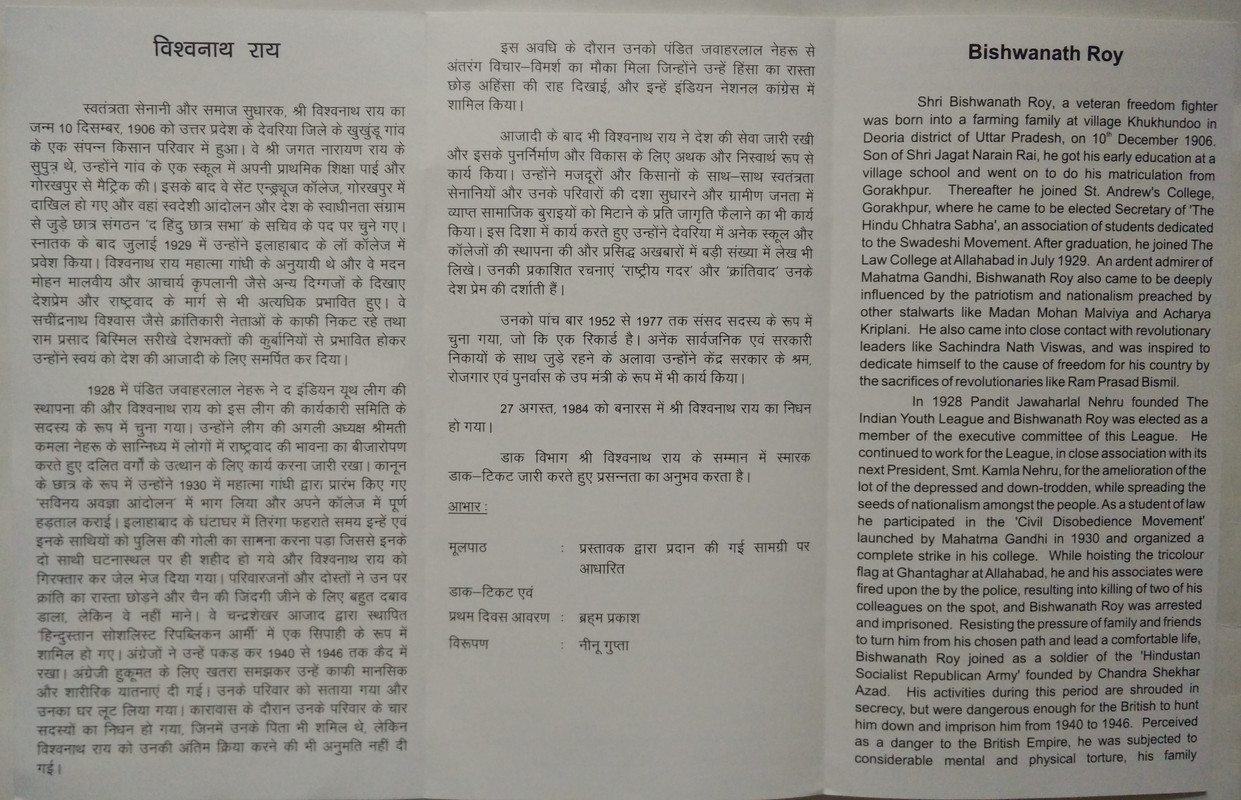 विश्वनाथ राय
स्वतंत्रता सेनानी और समाज सुधारक, श्री विश्वनाथ राय का
जन्म 10 दिसम्बर, 1906 को उत्तर प्रदेश के देवरिया जिले के खुखुंडू गांव
के एक संपन्न किसान परिवार में हुआ। वे श्री जगत नारायण राय के
सुपुत्र थे, उन्होंने गांव के एक स्कूल में अपनी प्राथमिक शिक्षा पाई और
गोरखपुर से मैट्रिक की। इसके बाद वे सेंट एन्ड्र्यूज कॉलेज, गोरखपुर में
दाखिल हो गए और वहां स्वदेशी आंदोलन और देश के स्वाधीनता संग्राम
से जुड़े छात्र संगठन 'द हिंदु छात्र सभा' के सचिव के पद पर चुने गए।
स्नातक के बाद जुलाई 1929 में उन्होंने इलाहाबाद के लॉ कॉलेज में
प्रवेश किया। विश्वनाथ राय महात्मा गांधी के अनुयायी थे और वे मदन
मोहन मालवीय और आचार्य कृपलानी जैसे अन्य दिग्गजों के दिखाए
देशप्रेम और राष्ट्रवाद के मार्ग से भी अत्यधिक प्रभावित हुए। वे
सचींद्रनाथ विश्वास जैसे क्रांतिकारी नेताओं के काफी निकट रहे तथा
राम प्रसाद बिस्मिल सरीखे देशभक्तों की कुर्बानियों से प्रभावित होकर
उन्होंने स्वयं को देश की आजादी के लिए समर्पित कर दिया।
1928 में पंडित जवाहरलाल नेहरू ने द इंडियन यूथ लीग की
स्थापना की और विश्वनाथ राय को इस लीग की कार्यकारी समिति के
सदस्य के रूप में चुना गया। उन्होंने लीग की अगली अध्यक्ष श्रीमती
कमला नेहरू के सान्निध्य में लोगों में राष्ट्रवाद की भावना का बीजारोपण
करते हुए दलित वर्गों के उत्थान के लिए कार्य करना जारी रखा। कानून
के छात्र के रूप में उन्होंने 1930 में महात्मा गांधी द्वारा प्रारंभ किए गए
'सविनय अवज्ञा आंदोलन' में भाग लिया और अपने कॉलेज में पूर्ण
हड़ताल कराई। इलाहाबाद के घंटाघर में तिरंगा फहराते समय इन्हें एवं
इनके साथियों को पुलिस की गोली का सामना करना पड़ा जिससे इनके
दो साथी घटनास्थल पर ही शहीद हो गये और विश्वनाथ राय को
गिरफ्तार कर जेल भेज दिया गया। परिवारजनों और दोस्तों ने उन पर
क्रांति का रास्ता छोड़ने और चैन की जिंदगी जीने के लिए बहुत दबाव
डाला, लेकिन वे नहीं माने। वे चन्द्रशेखर आजाद द्वारा स्थापित
'हिन्दुस्तान सोशलिस्ट रिपब्लिकन आर्मी' में एक सिपाही के रूप में
शामिल हो गए। अंग्रेजों ने उन्हें पकड़ कर 1940 से 1946 तक कैद में
रखा। अंग्रेजी हुकूमत के लिए खतरा समझकर उन्हें काफी मानसिक
और शारीरिक यातनाएं दी गई। उनके परिवार को सताया गया और
उनका घर लूट लिया गया। कारावास के दौरान उनके परिवार के चार
सदस्यों का निधन हो गया, जिनमें उनके पिता भी शमिल थे, लेकिन
विश्वनाथ राय को उनकी अंतिम क्रिया करने की भी अनुमति नहीं दी
गई।
इस अवधि के दौरान उनको पंडित जवाहरलाल नेहरू से
अंतरंग विचार–विमर्श का मौका मिला जिन्होंने उन्हें हिंसा का रास्ता
छोड़ अहिंसा की राह दिखाई, और इन्हें इंडियन नेशनल कांग्रेस में
शामिल किया।
आजादी के बाद भी विश्वनाथ राय ने देश की सेवा जारी रखी
और इसके पुनर्निर्माण और विकास के लिए अथक और निस्वार्थ रूप से
कार्य किया। उन्होंने मजदूरों और किसानों के साथ–साथ स्वतंत्रता
सेनानियों और उनके परिवारों की दशा सुधारने और ग्रामीण जनता में
व्याप्त सामाजिक बुराइयों को मिटाने के प्रति जागृति फैलाने का भी कार्य
किया। इस दिशा में कार्य करते हुए उन्होंने देवरिया में अनेक स्कूल और
कॉलेजों की स्थापना की और प्रसिद्ध अखबारों में बड़ी संख्या में लेख भी
लिखे। उनकी प्रकाशित रचनाएं 'राष्ट्रीय गदर' और 'क्रांतिवाद' उनके
देश प्रेम की दर्शाती हैं।
उनको पांच बार 1952 से 1977 तक संसद सदस्य के रूप में
चुना गया, जो कि एक रिकार्ड है। अनेक सार्वजनिक एवं सरकारी
निकायों के साथ जुड़े रहने के अलावा उन्होंने केंद्र सरकार के श्रम,
रोजगार एवं पुनर्वास के उप मंत्री के रूप में भी कार्य किया।
27 अगस्त, 1984 को बनारस में श्री विश्वनाथ राय का निधन
हो गया।
डाक विभाग श्री विश्वनाथ राय के सम्मान में स्मारक
डाक–टिकट जारी करते हुए प्रसन्नता का अनुभव करता है।
आभार :
मूलपाठ : प्रस्तावक द्वारा प्रदान की गई सामग्री पर
आधारित
डाक–टिकट एवं
प्रथम दिवस आवरण : ब्रह्म प्रकाश
विरूपण : नीनू गुप्ता
Bishwanath Roy
Shri Bishwanath Roy, a veteran freedom fighter
was born into a farming family at village Khukhundoo in
Deoria district of Uttar Pradesh, on 10th December 1906.
Son of Shri Jagat Narain Rai, he got his early education at a
village school and went on to do his matriculation from
Gorakhpur. Thereafter he joined St. Andrew's College,
Gorakhpur, where he came to be elected Secretary of 'The
Hindu Chhatra Sabha', an association of students dedicated
to the Swadeshi Movement. After graduation, he joined The
Law College at Allahabad in July 1929. An ardent admirer of
Mahatma Gandhi, Bishwanath Roy also came to be deeply
influenced by the patriotism and nationalism preached by
other stalwarts like Madan Mohan Malviya and Acharya
Kriplani. He also came into close contact with revolutionary
leaders like Sachindra Nath Viswas, and was inspired to
dedicate himself to the cause of freedom for his country by
the sacrifices of revolutionaries like Ram Prasad Bismil.
In 1928 Pandit Jawaharlal Nehru founded The
Indian Youth League and Bishwanath Roy was elected as a
member of the executive committee of this League. He
continued to work for the League, in close association with its
next President, Smt. Kamla Nehru, for the amelioration of the
lot of the depressed and down-trodden, while spreading the
seeds of nationalism amongst the people. As a student of law
he participated in the 'Civil Disobedience Movement'
launched by Mahatma Gandhi in 1930 and organized a
complete strike in his college. While hoisting the tricolour
flag at Ghantaghar at Allahabad, he and his associates were
fired upon the by the police, resulting into killing of two of his
colleagues on the spot, and Bishwanath Roy was arrested
and imprisoned. Resisting the pressure of family and friends
to turn him from his chosen path and lead a comfortable life,
Bishwanath Roy joined as a soldier of the 'Hindustan
Socialist Republican Army' founded by Chandra Shekhar
Azad. His activities during this period are shrouded in
secrecy, but were dangerous enough for the British to hunt
him down and imprison him from 1940 to 1946. Perceived
as a danger to the British Empire, he was subjected to
considerable mental and physical torture, his family